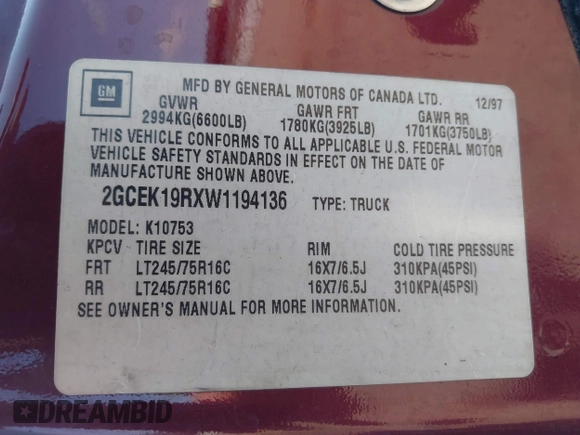 GM
MFD BY GENERAL MOTORS OF CANADA LTD. 12/97
GVWR GAWR FRT GAWR RR
2994KG(6600LB) 1780KG(3925LB) 1701KG(3750LB)
THIS VEHICLE CONFORMS TO ALL APPLICABLE U.S. FEDERAL MOTOR
VEHICLE SAFETY STANDARDS IN EFFECT ON THE DATE OF
MANUFACTURE SHOWN ABOVE.
2GCEK19RXW1194136 TYPE: TRUCK
MODEL: K10753
KPCV TIRE SIZE RIM COLD TIRE PRESSURE
FRT LT245/75R16C 16X7/6.5J 310KPA(45PSI)
RR LT245/75R16C 16X7/6.5J 310KPA(45PSI)
SEE OWNER'S MANUAL FOR MORE INFORMATION.
DREAMBID